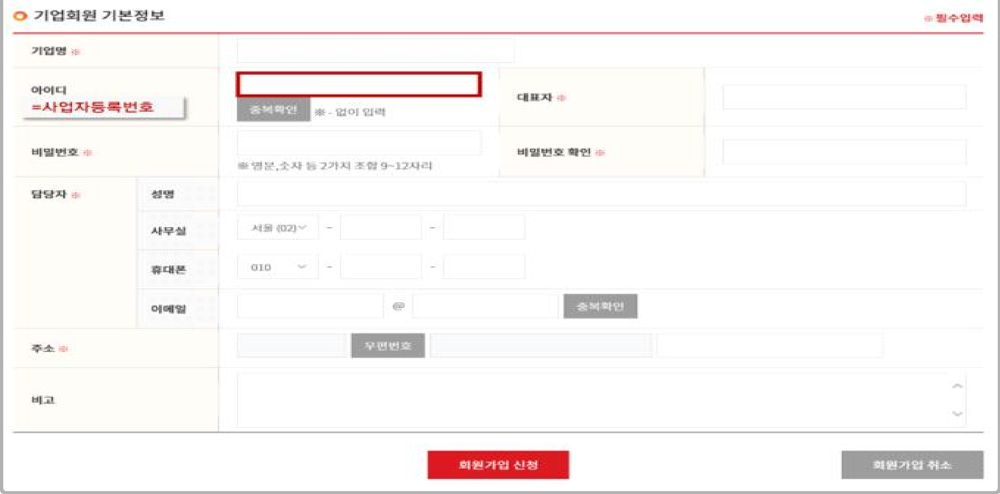 기업회원 기본정보
※ 필수입력
기업명 ※
아이디
=사업자등록번호
중복확인 ※ - 없이 입력
대표자 ※
비밀번호 ※
※ 영문,숫자 등 2가지 조합 9~12자리
비밀번호 확인 ※
담당자 ※
성명
사무실
서울 (02) - -
휴대폰
010 - -
이메일
@ 중복확인
주소 ※
우편번호
비고
회원가입 신청
회원가입 취소